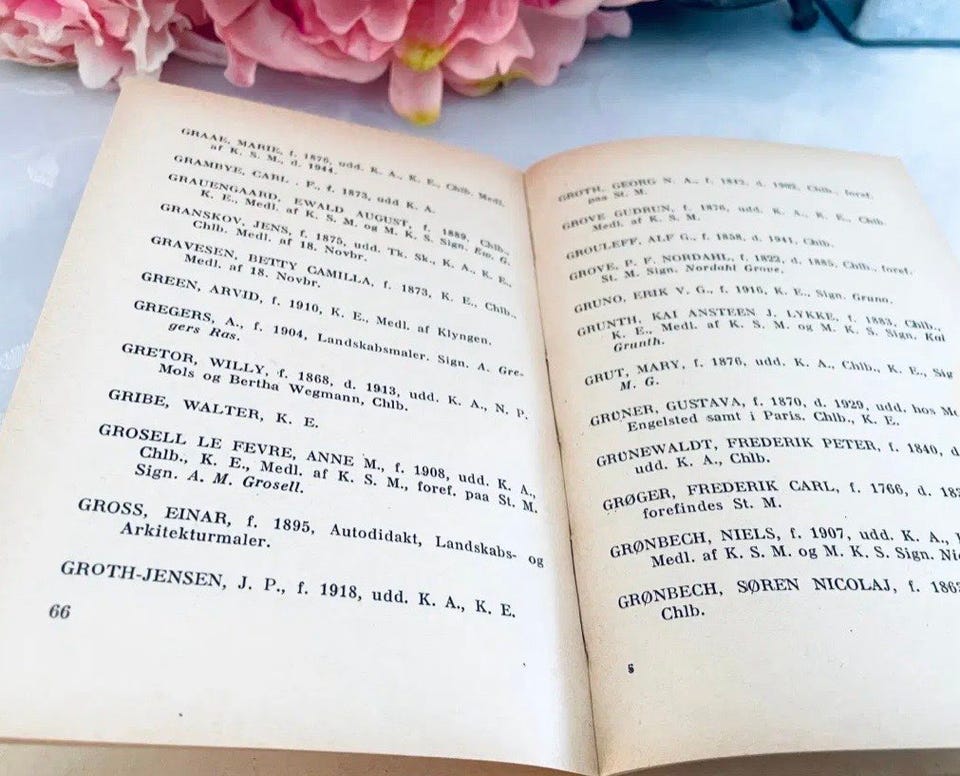 GRAAE, MARIE, f. 1876, udd. K. A., K. E., Chlb. Medl.
af K. S. M., d. 1944.
GRAMBYE, CARL . F., f. 1873, udd K. A.
GRAUENGAARD, EWALD AUGUST, f. 1889, Chlb.,
K. E., Medl. af K. S. M. og M. K. S. Sign. Em. G.
GRANSKOV, JENS, f. 1875, udd. Tk. Sk., K. A., K. E.,
Chlb. Medl. af 18. Novbr.
GRAVESEN, BETTY CAMILLA, f. 1873, K. E., Chlb.,
Medl. af 18. Novbr.
GREEN, ARVID, f. 1910, K. E., Medl. af Klyngen.
GREGERS, A., f. 1904, Landskabsmaler. Sign. A. Gre-
gers Ras.
GRETOR, WILLY, f. 1868, d. 1913, udd. K. A., N. P.
Mols og Bertha Wegmann, Chlb.
GRIBE, WALTER, K. E.
GROSELL LE FEVRE, ANNE M., f. 1908, udd. K. A.,
Chlb., K. E., Medl. af K. S. M., foref. paa St. M.
Sign. A. M. Grosell.
GROSS, EINAR, f. 1895, Autodidakt, Landskabs- og
Arkitekturmaler.
GROTH-JENSEN, J. P., f. 1918, udd. K. A., K. E.
66
GROTH, GEORG N. A., f. 1842, d. 1902, Chlb., foref.
paa St. M.
GROVE GUDRUN, f. 1876, udd. K. A., K. E., Chlb.
Medl. af K. S. M.
GROULEFF, ALF G., f. 1858, d. 1941, Chlb.
GROVE, P. F. NORDAHL, f. 1822, d. 1885, Chlb., foref.
St. M. Sign. Nordahl Grove.
GRUNO, ERIK V. G., f. 1916, K. E., Sign. Gruno.
GRUNTH, KAI ANSTEEN J. LYKKE, f. 1883, Chlb.,
K. E., Medl. af K. S. M. og M. K. S. Sign. Kai
Grunth.
GRUT, MARY, f. 1876, udd. K. A., Chlb., K. E., Sig
M. G.
GRÜNER, GUSTAVA, f. 1870, d. 1929, udd. hos
Engelsted samt i Paris. Chlb., K. E.
GRÜNEWALDT, FREDERIK PETER, f. 1840, d
udd. K. A., Chlb.
GRØGER, FREDERIK CARL, f. 1766, d. 183
forefindes St. M.
GRØNBECH, NIELS, f. 1907, udd. K. A.,
Medl. af K. S. M. og M. K. S. Sign. Nie
GRØNBECH, SØREN NICOLAJ, f. 1863
Chlb.
5